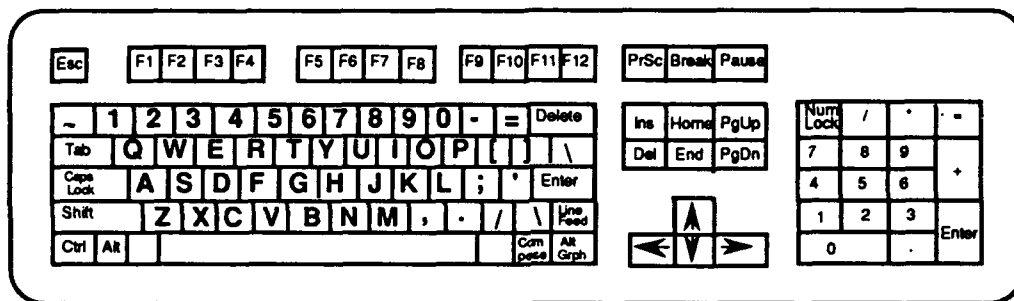 Esc F1 F2 F3 F4 F5 F6 F7 F8 F9 F10 F11 F12 PrSc Break Pause
~ 1 2 3 4 5 6 7 8 9 0 - = Delete Ins Home PgUp Num Lock / * =
Tab Q W E R T Y U I O P [ ] \ Del End PgDn 7 8 9 +
Caps Lock A S D F G H J K L ; ' Enter 4 5 6
Shift Z X C V B N M , . / \ Line Feed 1 2 3 Enter
Ctrl Alt Com pose Alt Grph 0 .